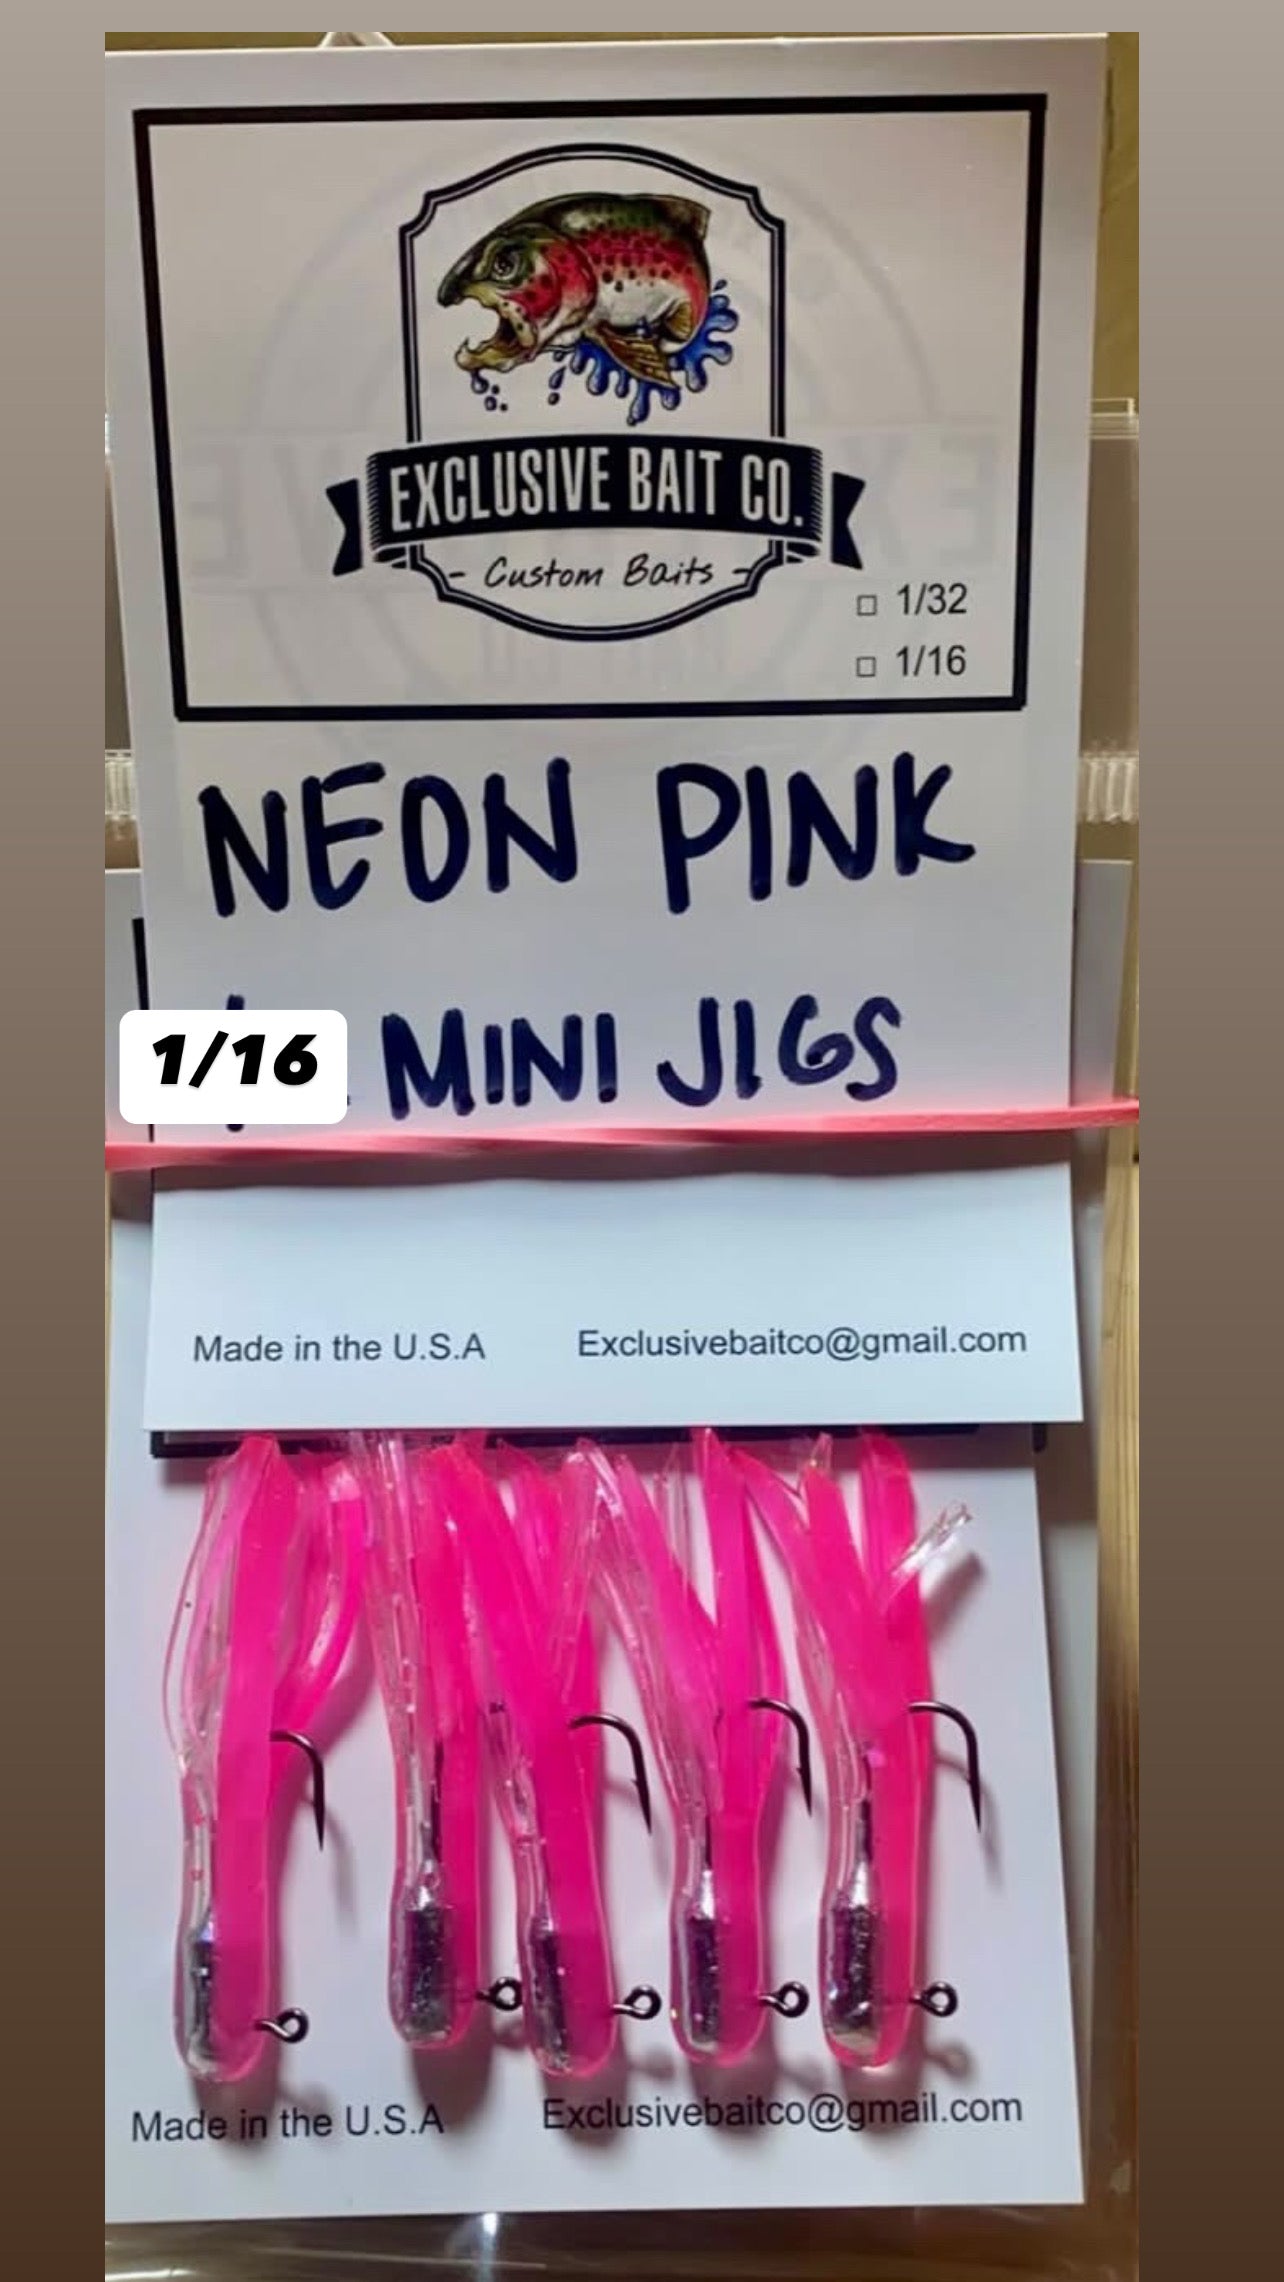 EXCLUSIVE BAIT CO.
- Custom Baits -
□ 1/32
□ 1/16
NEON PINK
1/16 MINI JIGS
Made in the U.S.A Exclusivebaitco@gmail.com
Made in the U.S.A Exclusivebaitco@gmail.com